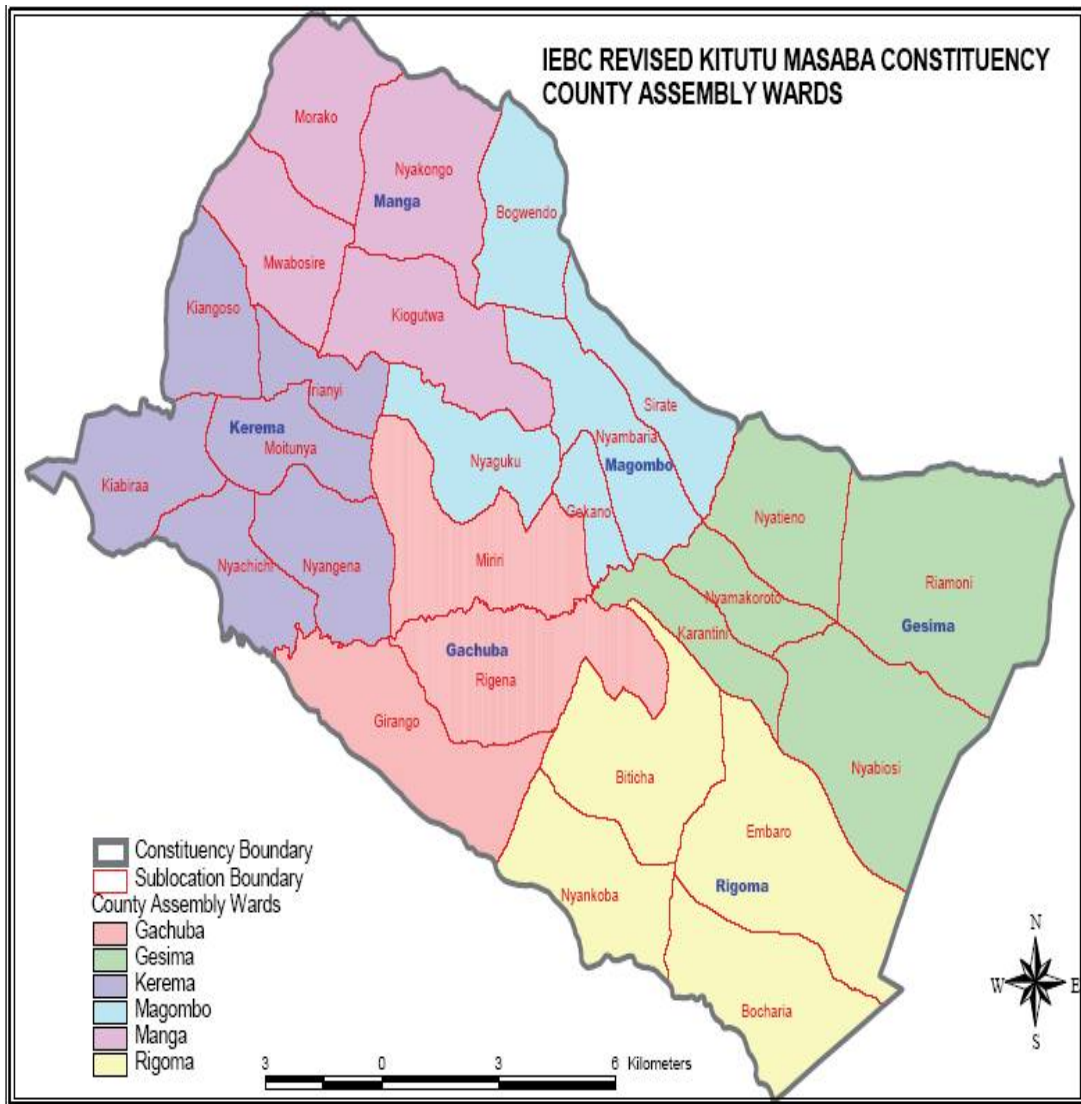 IEBC REVISED KITUTU MASABA CONSTITUENCY
COUNTY ASSEMBLY WARDS
Morako
Nyakongo
Manga
Bogwendo
Mwabosire
Kiangoso
Kiogutwa
Irianyi
Sirate
Kerema
Moitunya
Nyambaria
Magombo
Nyaguku
Kiabiraa
Gekano
Nyatieno
Nyachichi
Nyangena
Miriri
Riamoni
Nyamakoroto
Gesima
Karantini
Gachuba
Rigena
Girango
Biticha
Nyabiosi
Embaro
Rigoma
Nyankoba
Bocharia
Constituency Boundary
Sublocation Boundary
County Assembly Wards
Gachuba
Gesima
Kerema
Magombo
Manga
Rigoma
3 0 3 6 Kilometers
N
W E
S